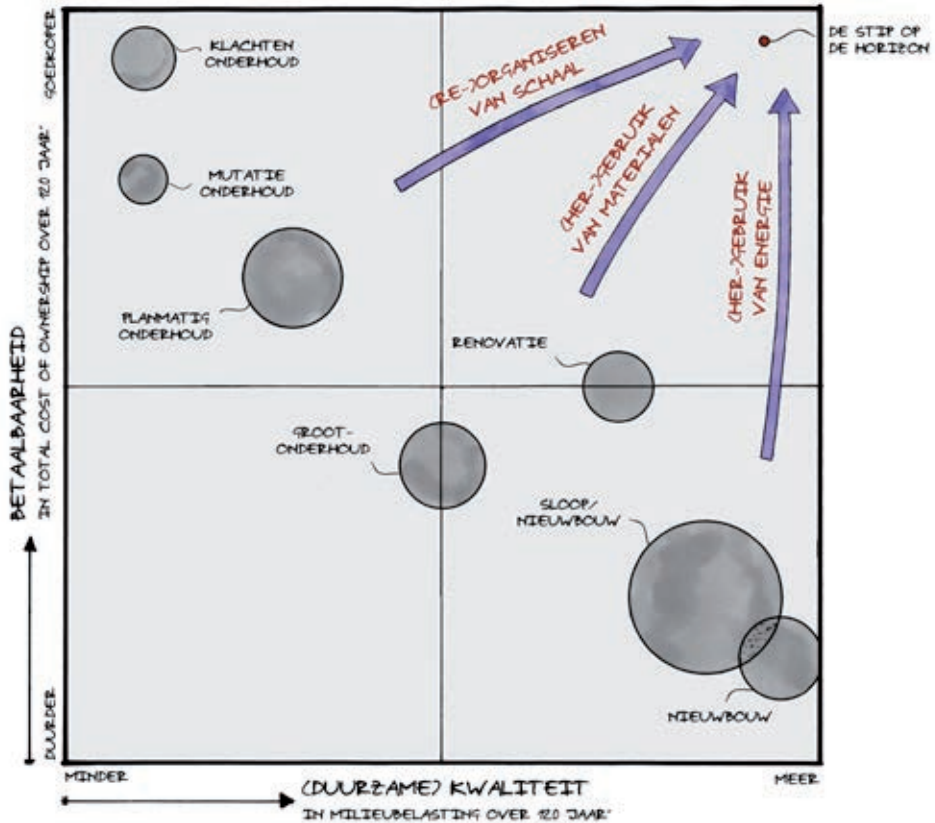 KLACHTEN
ONDERHOUD
MUTATIE
ONDERHOUD
PLANMATIG
ONDERHOUD
(RE-)ORGANISEREN
VAN SCHAAL
(HER-)GEBRUIK
VAN MATERIALEN
(HER-)GEBRUIK
VAN ENERGIE
DE STIP OP
DE HORIZON
RENOVATIE
GROOT-
ONDERHOUD
SLOOP/
NIEUWBOUW
NIEUWBOUW
BETAALBAARHEID
IN TOTAL COST OF OWNERSHIP OVER 120 JAAR'
GOEDKOPER
DUURDER
MINDER
MEER
(DUURZAME) KWALITEIT
IN MILIEUBELASTING OVER 120 JAAR'